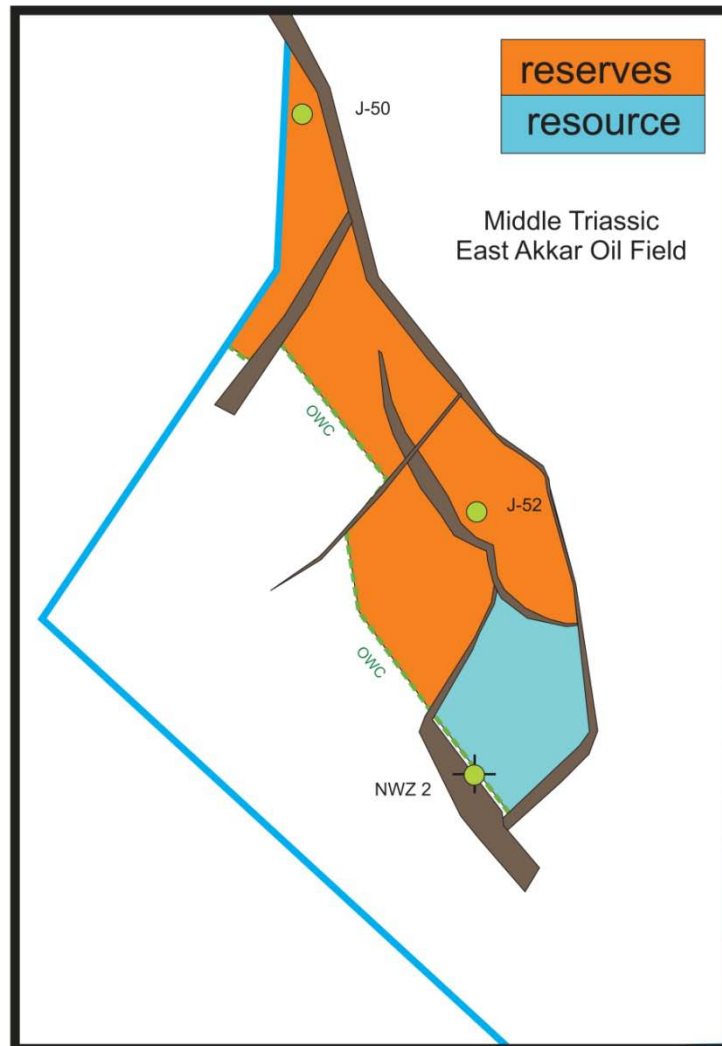 reserves
resource
J-50
Middle Triassic
East Akkar Oil Field
OWC
J-52
OWC
NWZ 2